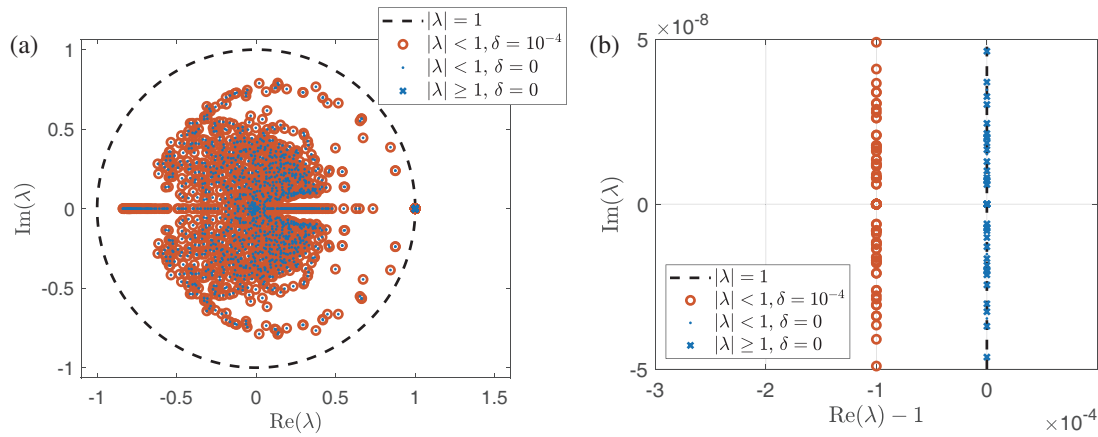 (a)
|λ| = 1
|λ| < 1, δ = 10⁻⁴
|λ| < 1, δ = 0
|λ| ≥ 1, δ = 0
1
0.5
0
-0.5
-1
Im(λ)
-1 -0.5 0 0.5 1 1.5
Re(λ)
(b)
×10⁻⁸
5
0
-5
Im(λ)
|λ| = 1
|λ| < 1, δ = 10⁻⁴
|λ| < 1, δ = 0
|λ| ≥ 1, δ = 0
-3 -2 -1 0
Re(λ) − 1
×10⁻⁴